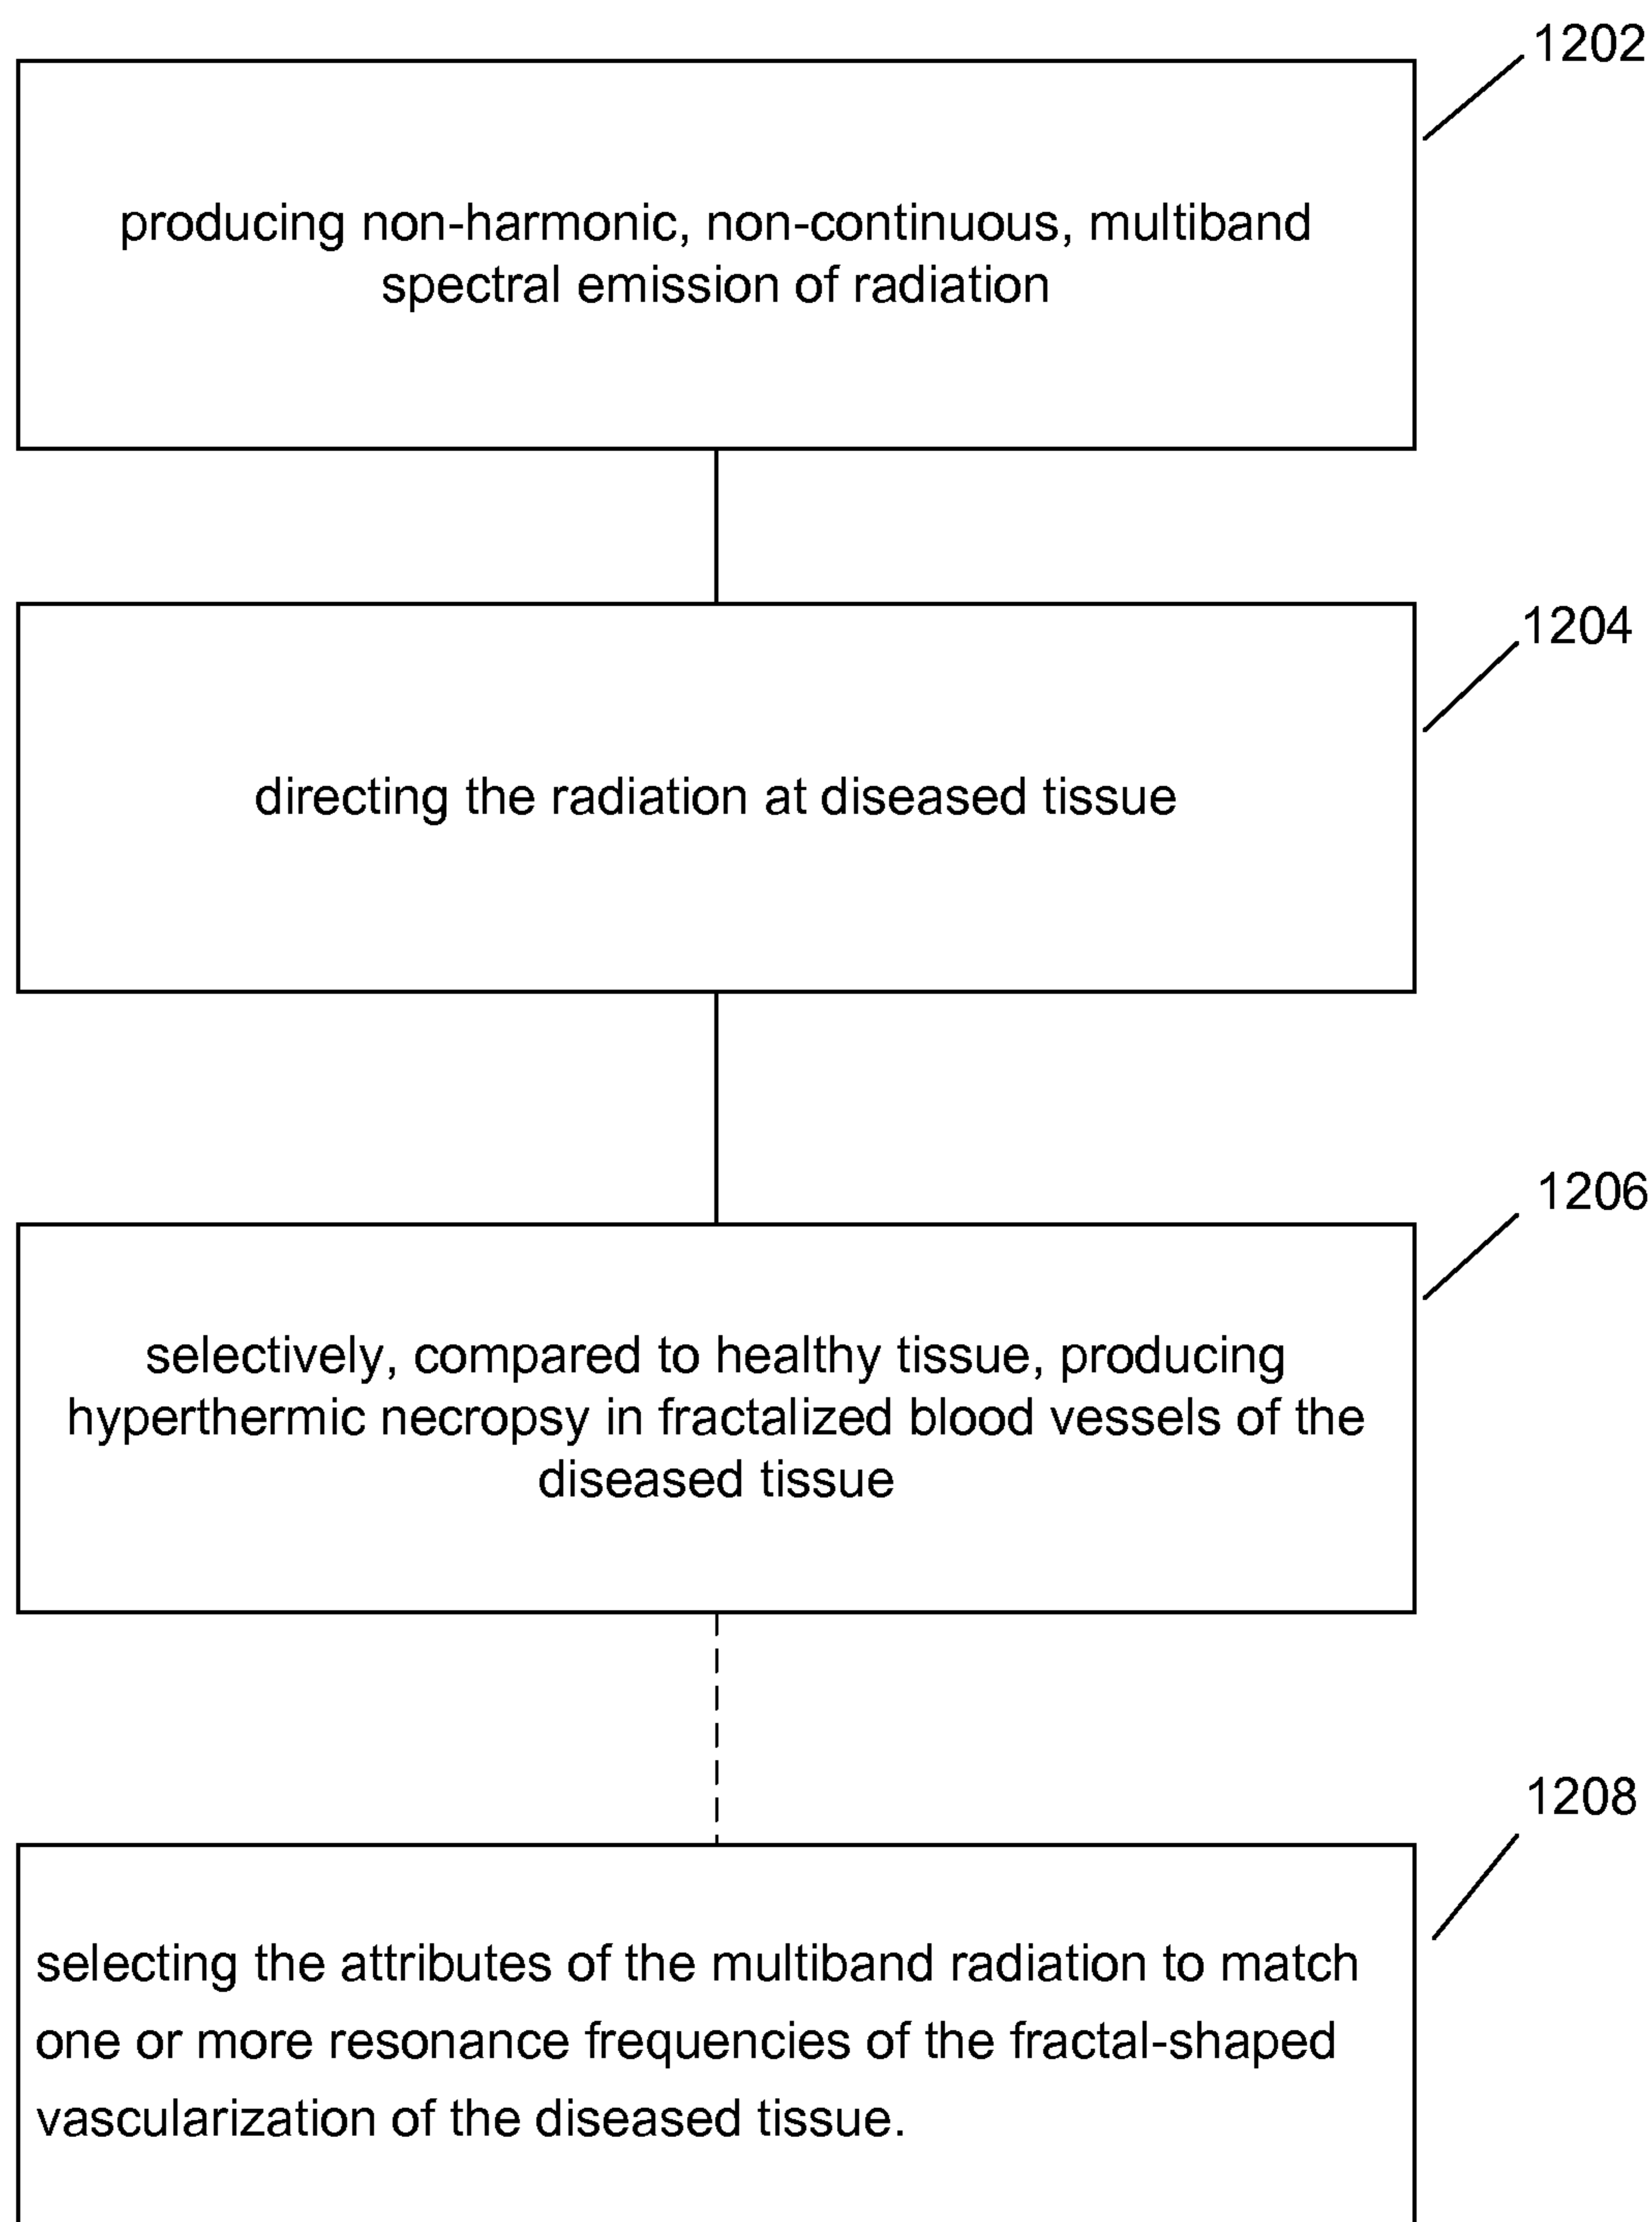 1202
producing non-harmonic, non-continuous, multiband
spectral emission of radiation
1204
directing the radiation at diseased tissue
1206
selectively, compared to healthy tissue, producing
hyperthermic necropsy in fractalized blood vessels of the
diseased tissue
1208
selecting the attributes of the multiband radiation to match
one or more resonance frequencies of the fractal-shaped
vascularization of the diseased tissue.